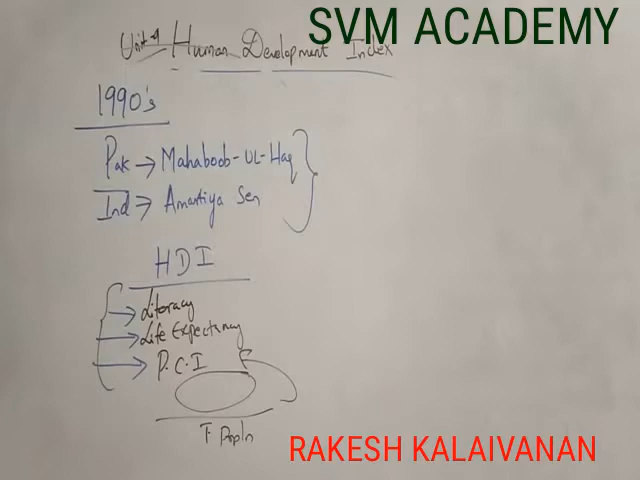 SVM ACADEMY
Unit 4 Human Development Index
1990's
Pak → Mahaboob-UL-Haq
Ind → Amartiya Sen
HDI
→ Literacy
→ Life Expectancy
→ P.C.I
T. Popln
RAKESH KALAIVANAN